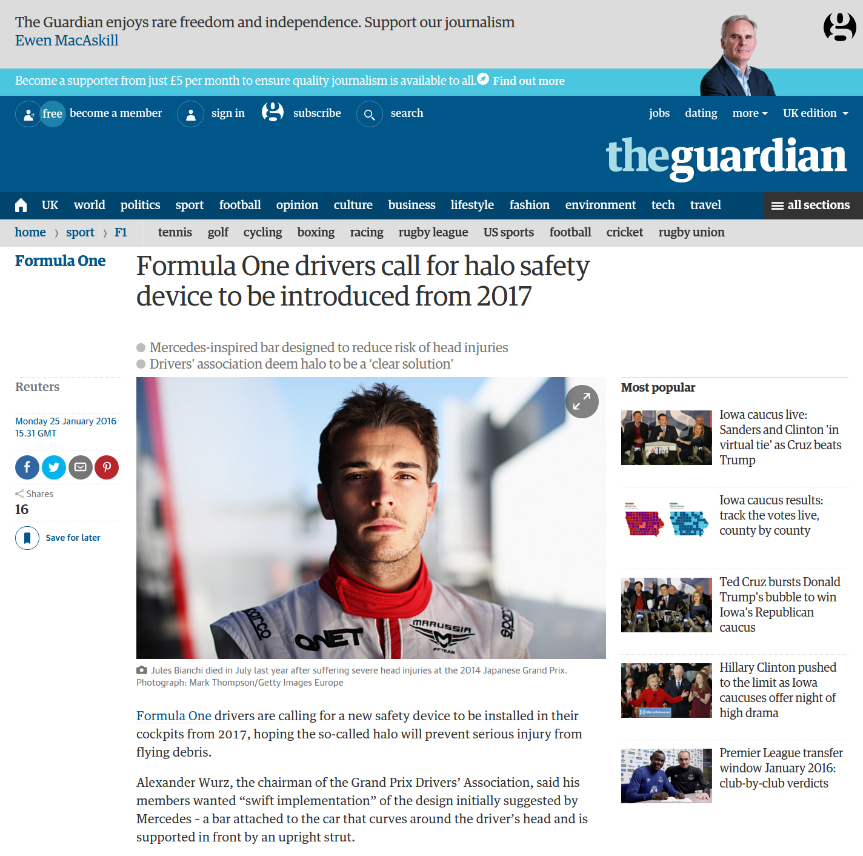 The Guardian enjoys rare freedom and independence. Support our journalism
Ewen MacAskill
Become a supporter from just £5 per month to ensure quality journalism is available to all. Find out more
free become a member sign in subscribe search
jobs dating more UK edition
theguardian
UK world politics sport football opinion culture business lifestyle fashion environment tech travel all sections
home › sport › F1 tennis golf cycling boxing racing rugby league US sports football cricket rugby union
Formula One
Formula One drivers call for halo safety
device to be introduced from 2017
Mercedes-inspired bar designed to reduce risk of head injuries
Drivers’ association deem halo to be a ‘clear solution’
Reuters
Monday 25 January 2016
15.31 GMT
Shares
16
Save for later
sparco
ONET
MARUSSIA
F1 TEAM
Jules Bianchi died in July last year after suffering severe head injuries at the 2014 Japanese Grand Prix.
Photograph: Mark Thompson/Getty Images Europe
Formula One drivers are calling for a new safety device to be installed in their
cockpits from 2017, hoping the so-called halo will prevent serious injury from
flying debris.
Alexander Wurz, the chairman of the Grand Prix Drivers’ Association, said his
members wanted “swift implementation” of the design initially suggested by
Mercedes – a bar attached to the car that curves around the driver’s head and is
supported in front by an upright strut.
Most popular
Iowa caucus live:
Sanders and Clinton 'in
virtual tie' as Cruz beats
Trump
Iowa caucus results:
track the votes live,
county by county
Ted Cruz bursts Donald
Trump's bubble to win
Iowa's Republican
caucus
Hillary Clinton pushed
to the limit as Iowa
caucuses offer night of
high drama
Premier League transfer
window January 2016:
club-by-club verdicts